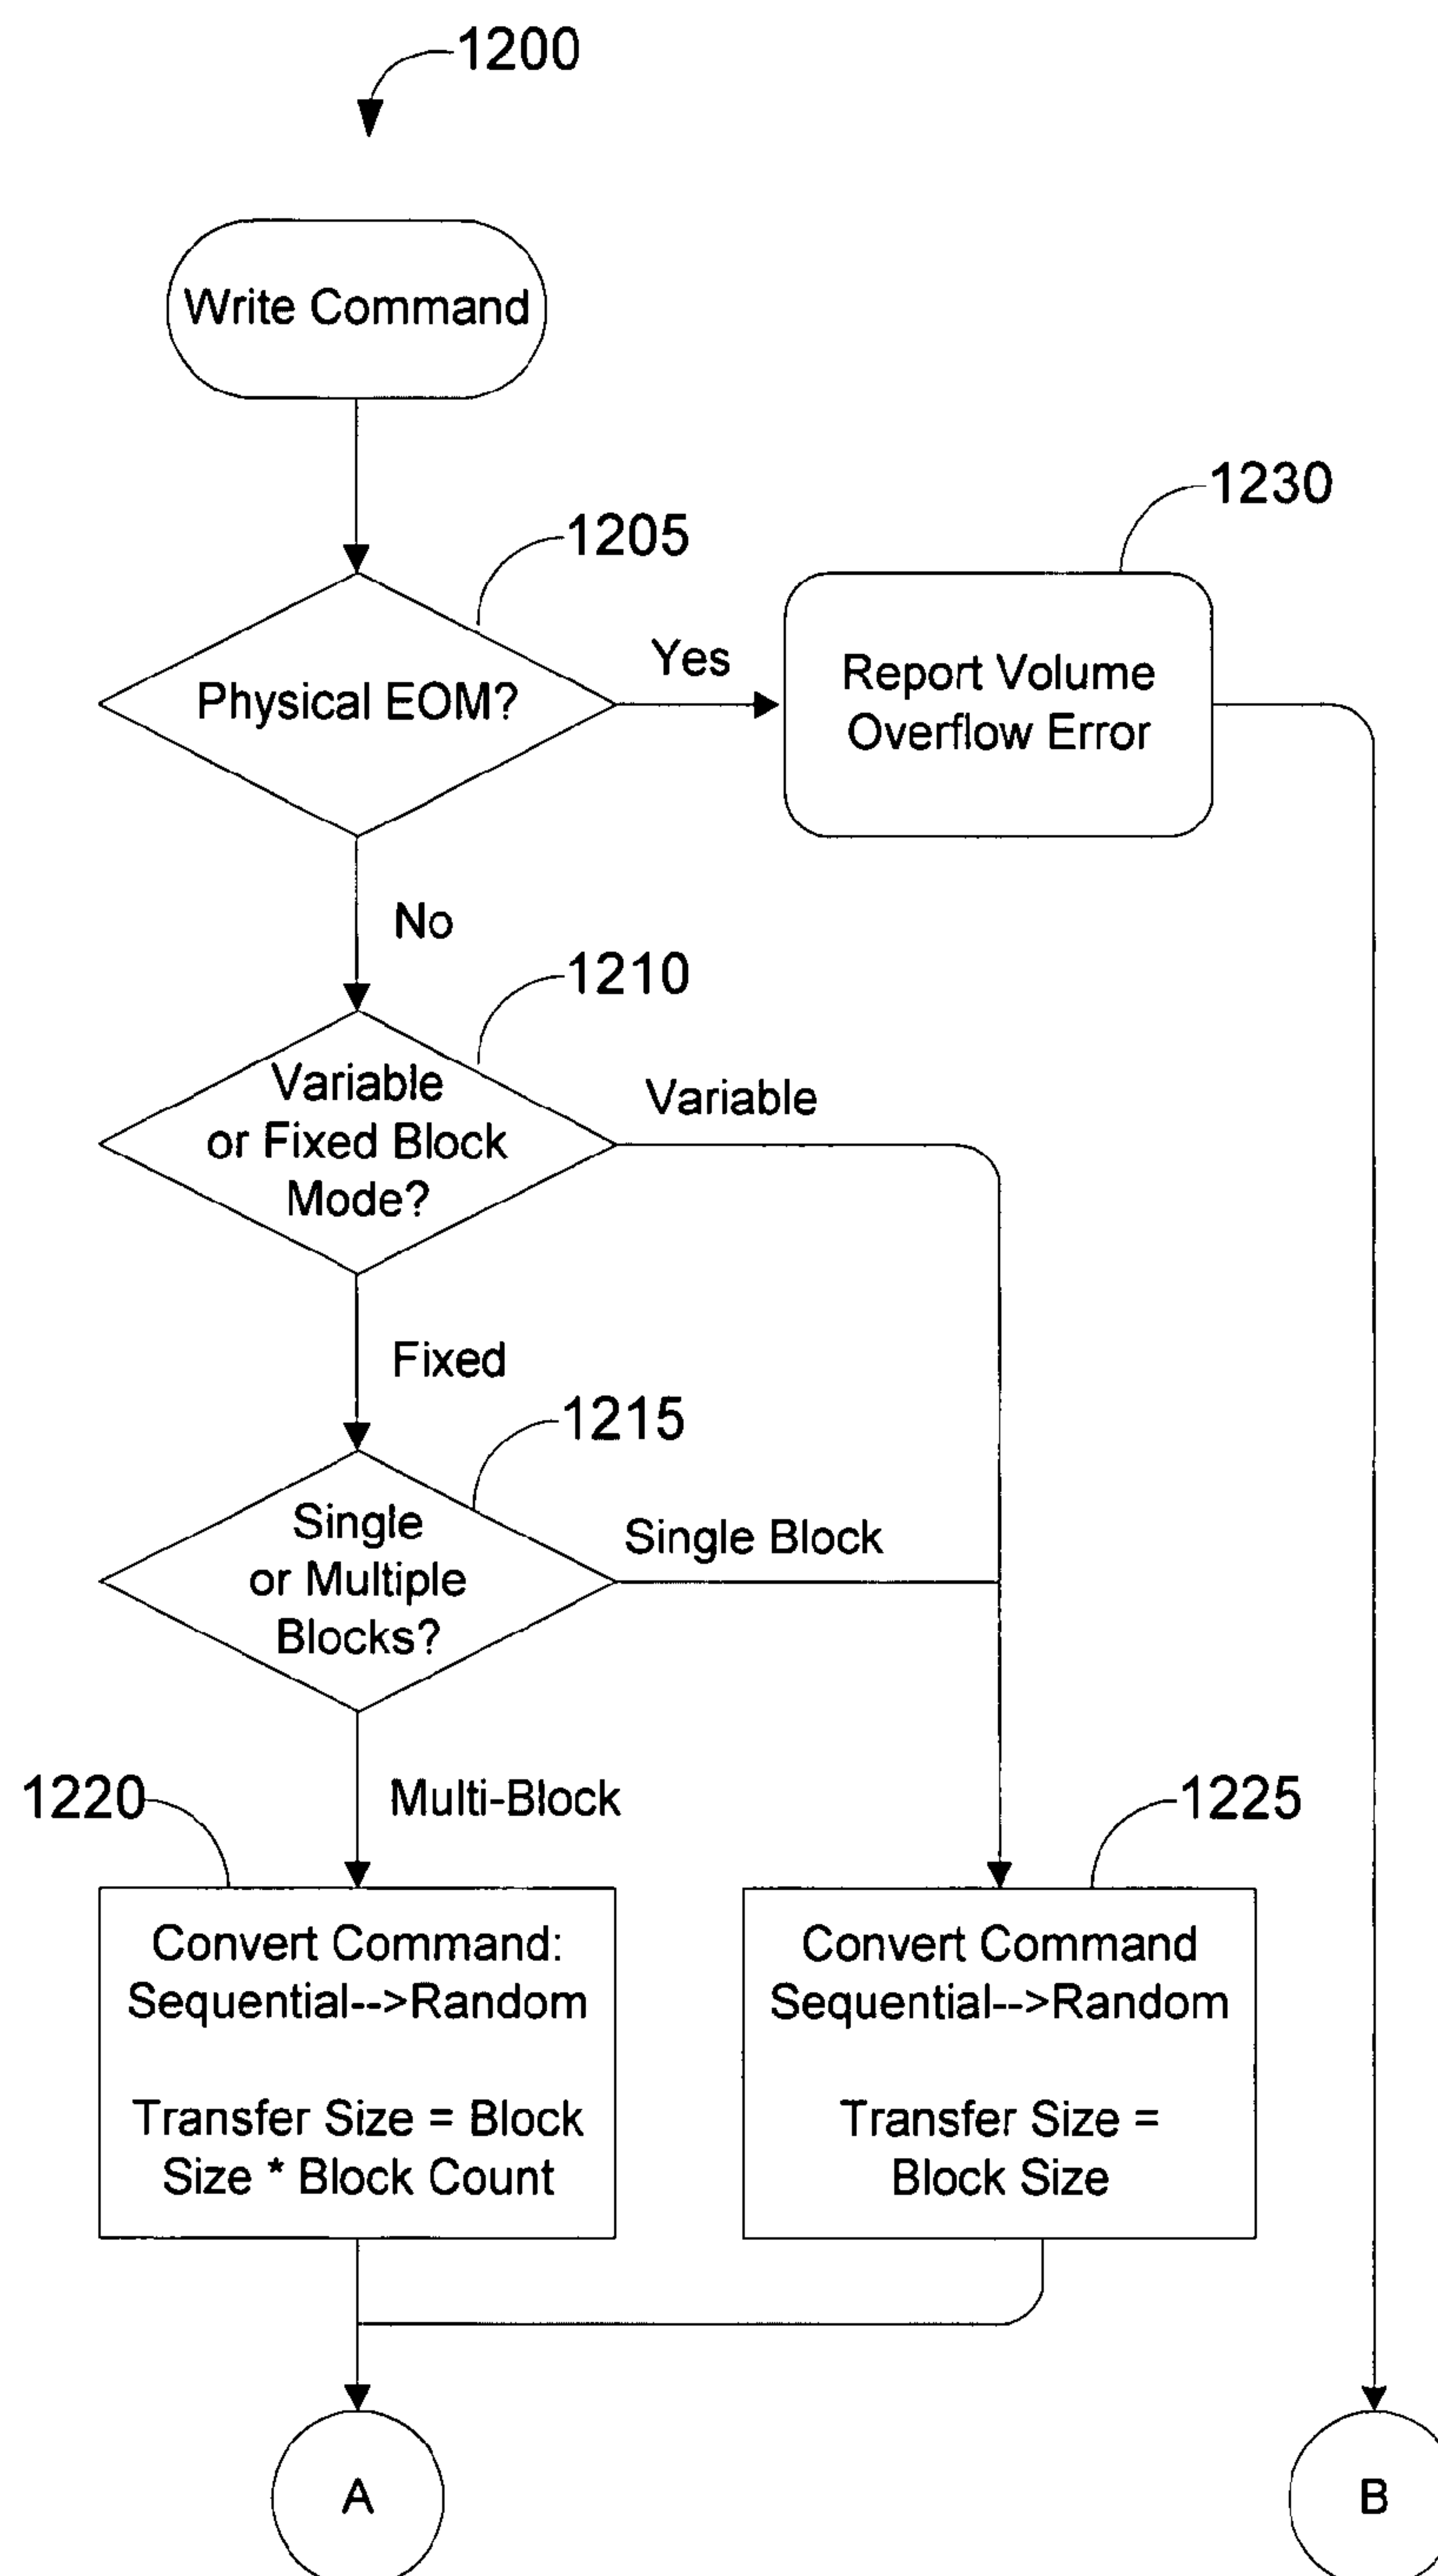 1200
Write Command
1230
1205
Yes
Report Volume
Overflow Error
Physical EOM?
No
1210
Variable
or Fixed Block
Mode?
Variable
Fixed
1215
Single
or Multiple
Blocks?
Single Block
1220
Multi-Block
1225
Convert Command:
Sequential-->Random
Transfer Size = Block
Size * Block Count
Convert Command
Sequential-->Random
Transfer Size =
Block Size
A
B